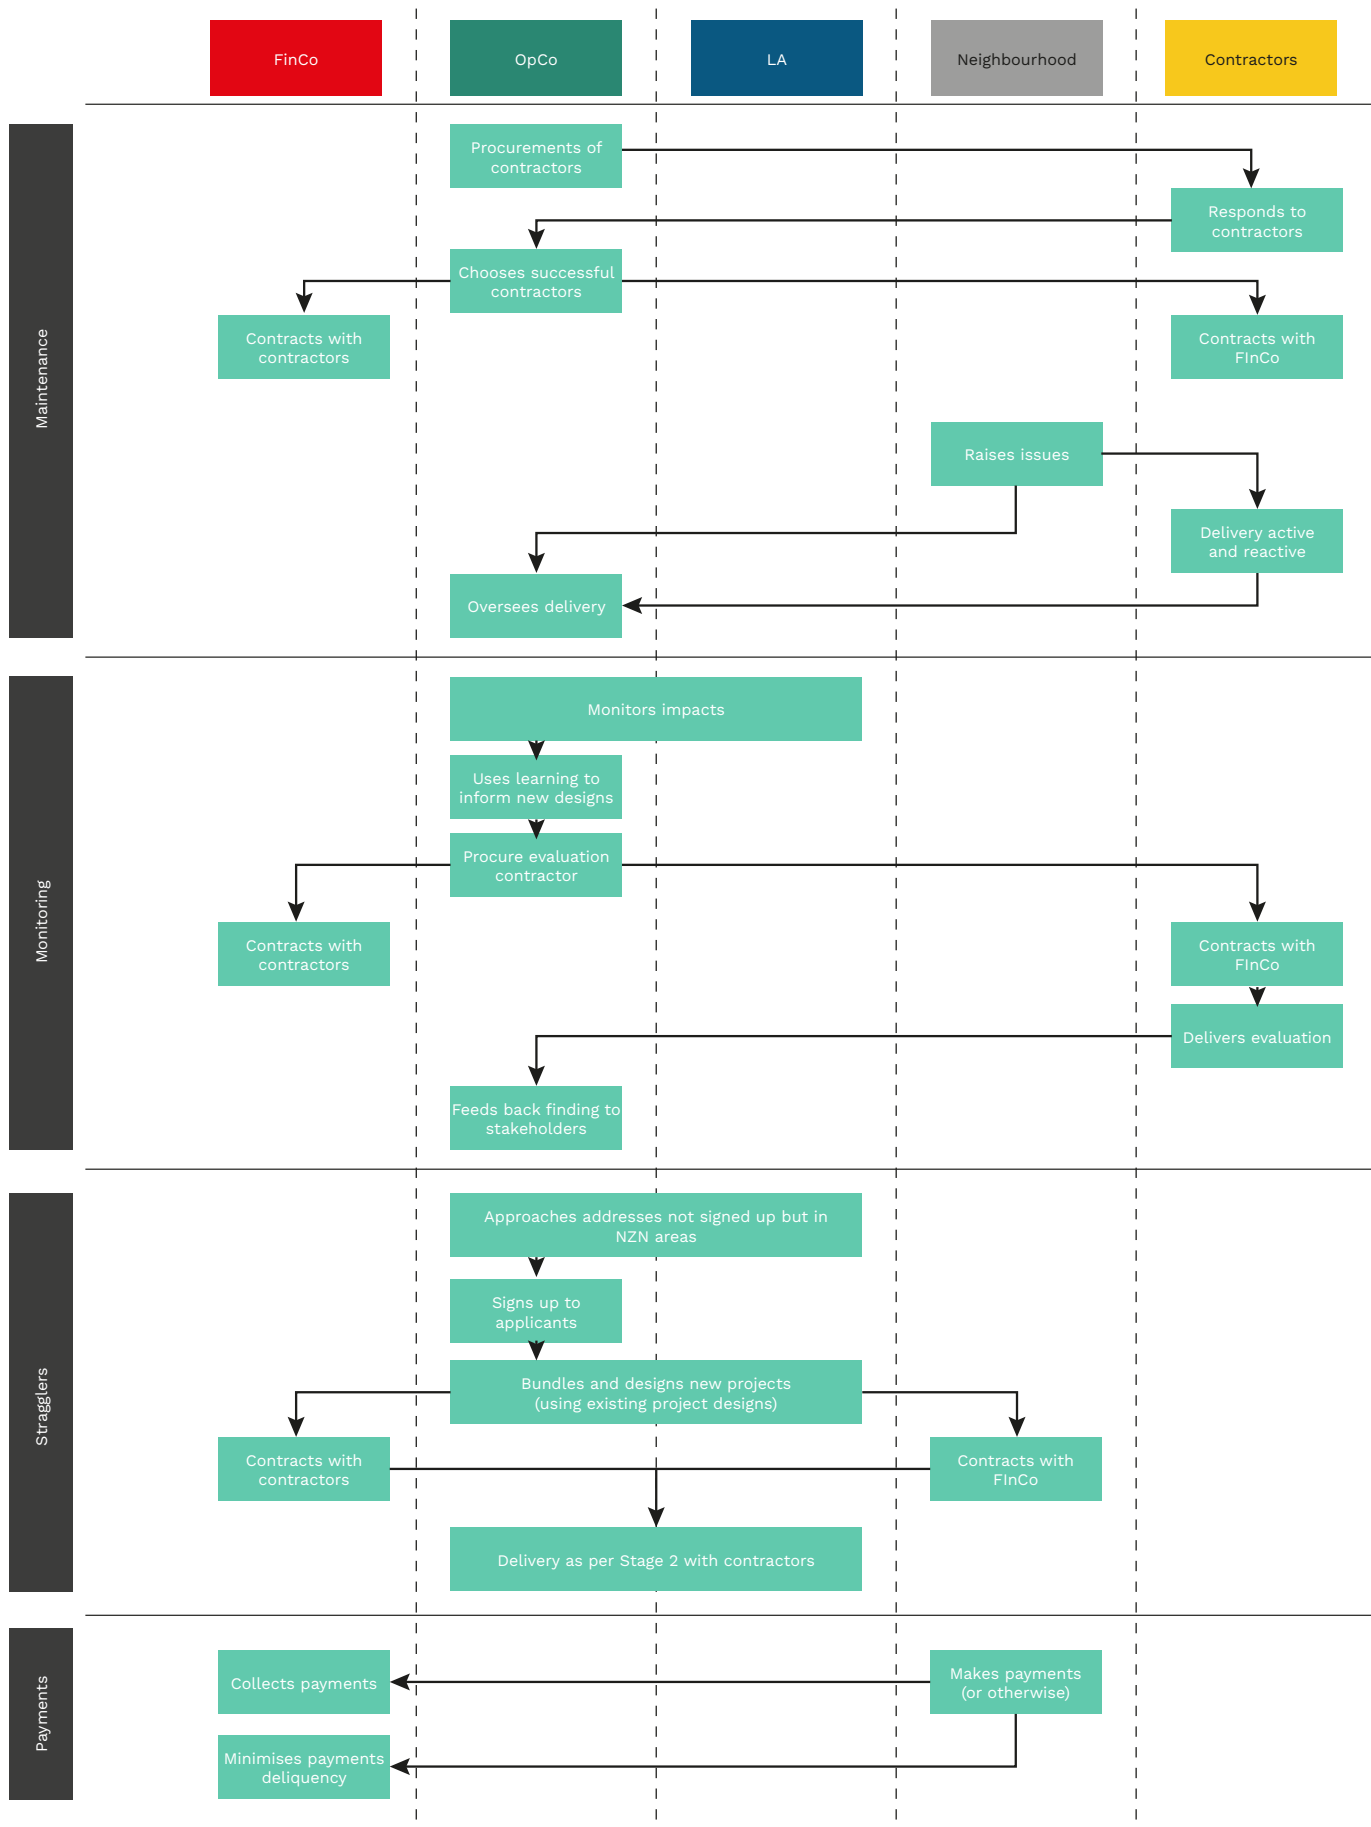 FinCo
OpCo
LA
Neighbourhood
Contractors
Maintenance
Procurements of
contractors
Responds to
contractors
Chooses successful
contractors
Contracts with
contractors
Contracts with
FInCo
Raises issues
Delivery active
and reactive
Oversees delivery
Monitoring
Monitors impacts
Uses learning to
inform new designs
Procure evaluation
contractor
Contracts with
contractors
Contracts with
FInCo
Delivers evaluation
Feeds back finding to
stakeholders
Stragglers
Approaches addresses not signed up but in
NZN areas
Signs up to
applicants
Bundles and designs new projects
(using existing project designs)
Contracts with
contractors
Contracts with
FInCo
Delivery as per Stage 2 with contractors
Payments
Collects payments
Makes payments
(or otherwise)
Minimises payments
deliquency